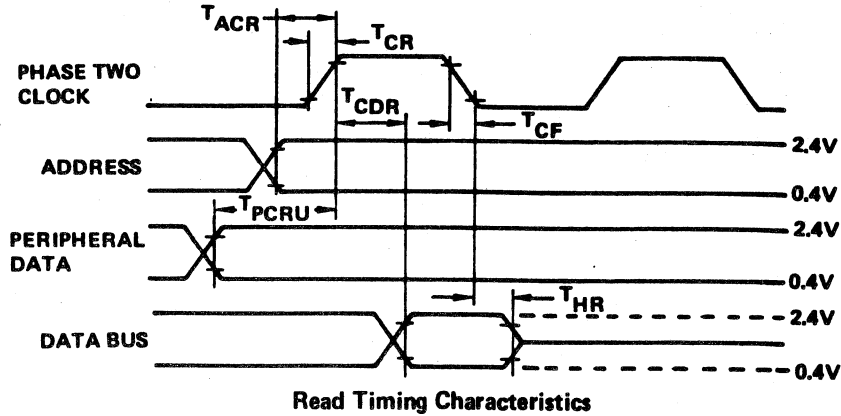 TACR
TCR
PHASE TWO
CLOCK
TCDR
TCF
2.4V
ADDRESS
0.4V
TPCRU
2.4V
PERIPHERAL
DATA
0.4V
THR
2.4V
DATA BUS
0.4V
Read Timing Characteristics